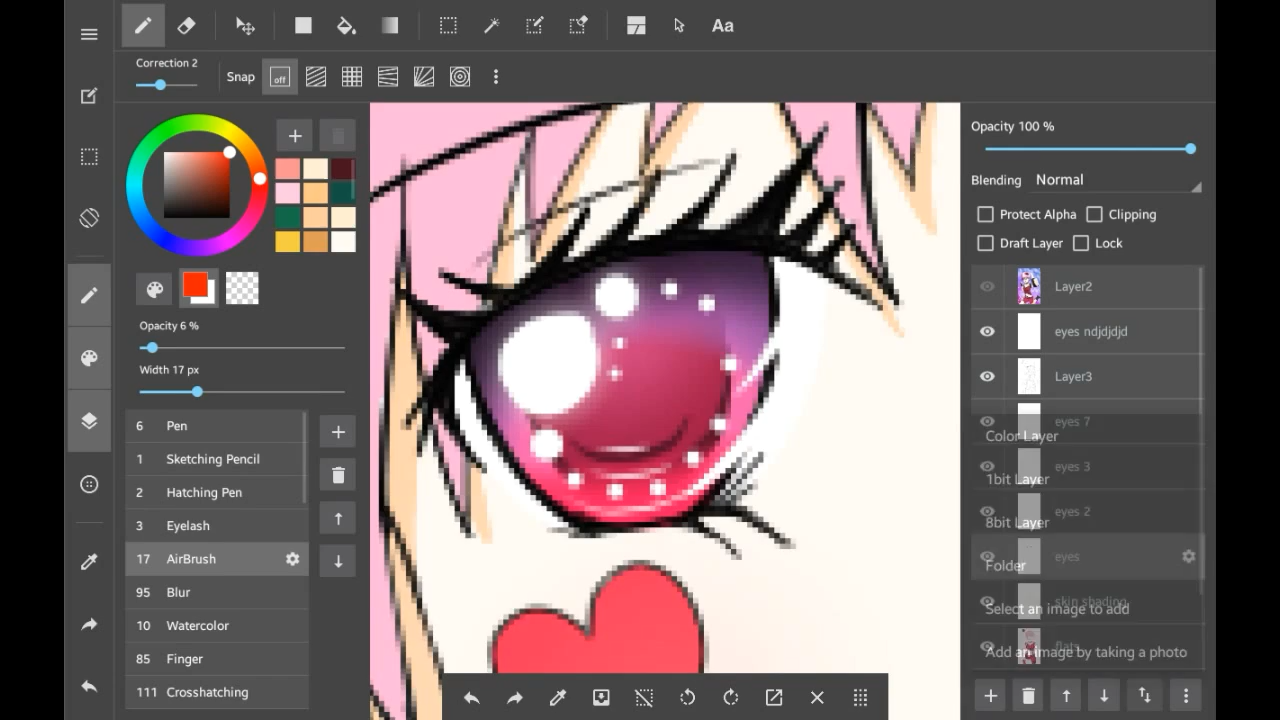 Aa
Correction 2
Snap
off
Opacity 6 %
Width 17 px
6 Pen
1 Sketching Pencil
2 Hatching Pen
3 Eyelash
17 AirBrush
95 Blur
10 Watercolor
85 Finger
111 Crosshatching
Opacity 100 %
Blending Normal
Protect Alpha Clipping
Draft Layer Lock
Layer2
eyes ndjdjdjd
Layer3
eyes 7
Color Layer
eyes 3
1bit Layer
eyes 2
8bit Layer
eyes
Folder
skin shading
Select an image to add
Add an image by taking a photo